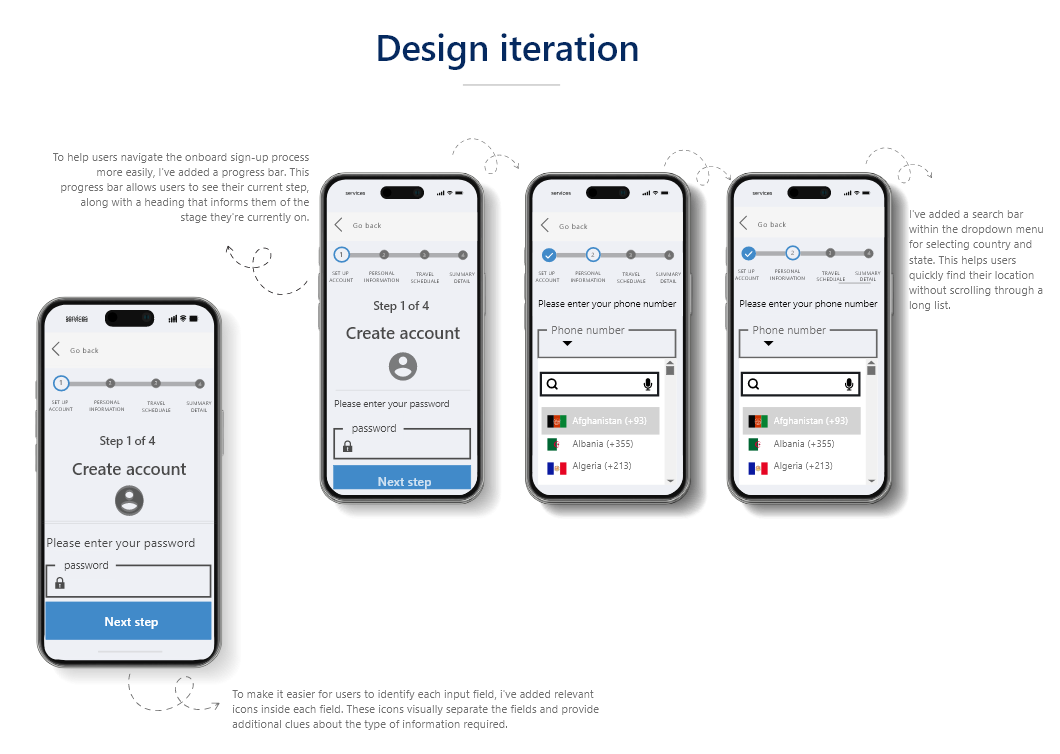 Design iteration
To help users navigate the onboard sign-up process
more easily, I've added a progress bar. This
progress bar allows users to see their current step,
along with a heading that informs them of the
stage they're currently on.
services
Go back
1 2 3 4
SET UP ACCOUNT
PERSONAL INFORMATION
TRAVEL SCHEDUALE
SUMMARY DETAIL
Step 1 of 4
Create account
Please enter your password
password
Next step
services
Go back
2 3 4
SET UP ACCOUNT
PERSONAL INFORMATION
TRAVEL SCHEDUALE
SUMMARY DETAIL
Please enter your phone number
Phone number
Afghanistan (+93)
Albania (+355)
Algeria (+213)
services
Go back
2 3 4
SET UP ACCOUNT
PERSONAL INFORMATION
TRAVEL SCHEDUALE
SUMMARY DETAIL
Please enter your phone number
Phone number
Afghanistan (+93)
Albania (+355)
Algeria (+213)
I've added a search bar
within the dropdown menu
for selecting country and
state. This helps users
quickly find their location
without scrolling through a
long list.
services
Go back
1 2 3 4
SET UP ACCOUNT
PERSONAL INFORMATION
TRAVEL SCHEDUALE
SUMMARY DETAIL
Step 1 of 4
Create account
Please enter your password
password
Next step
To make it easier for users to identify each input field, i've added relevant
icons inside each field. These icons visually separate the fields and provide
additional clues about the type of information required.